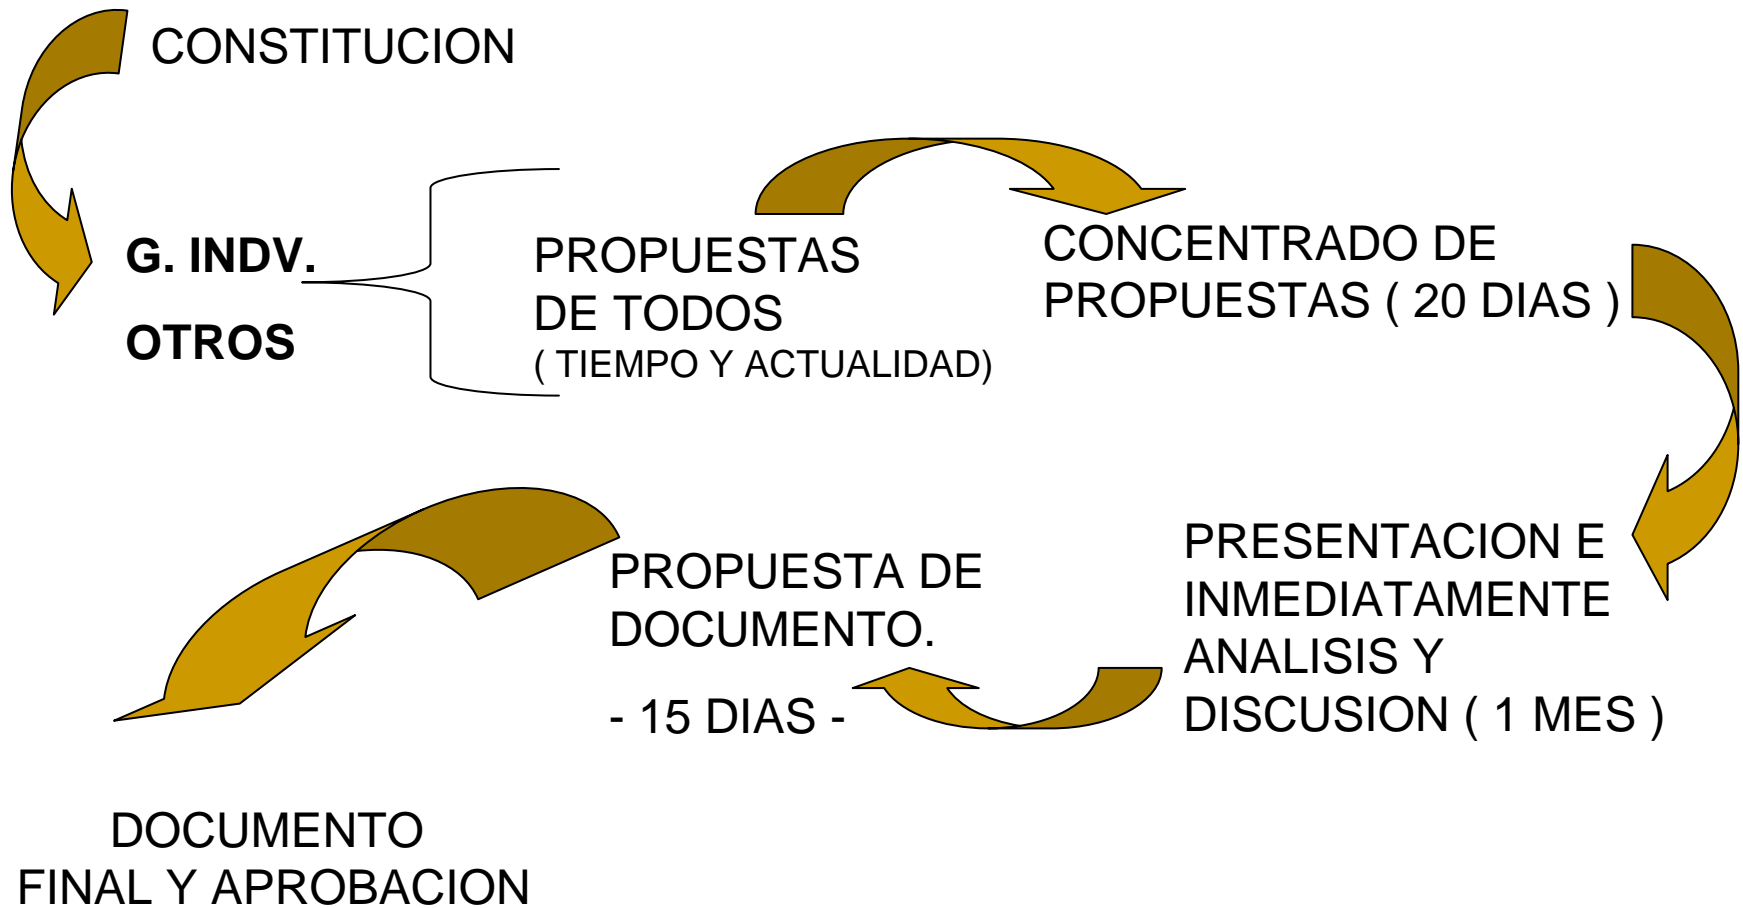 CONSTITUCION
G. INDV.
OTROS
PROPUESTAS
DE TODOS
( TIEMPO Y ACTUALIDAD)
CONCENTRADO DE
PROPUESTAS ( 20 DIAS )
PRESENTACION E
INMEDIATAMENTE
ANALISIS Y
DISCUSION ( 1 MES )
PROPUESTA DE
DOCUMENTO.
- 15 DIAS -
DOCUMENTO
FINAL Y APROBACION